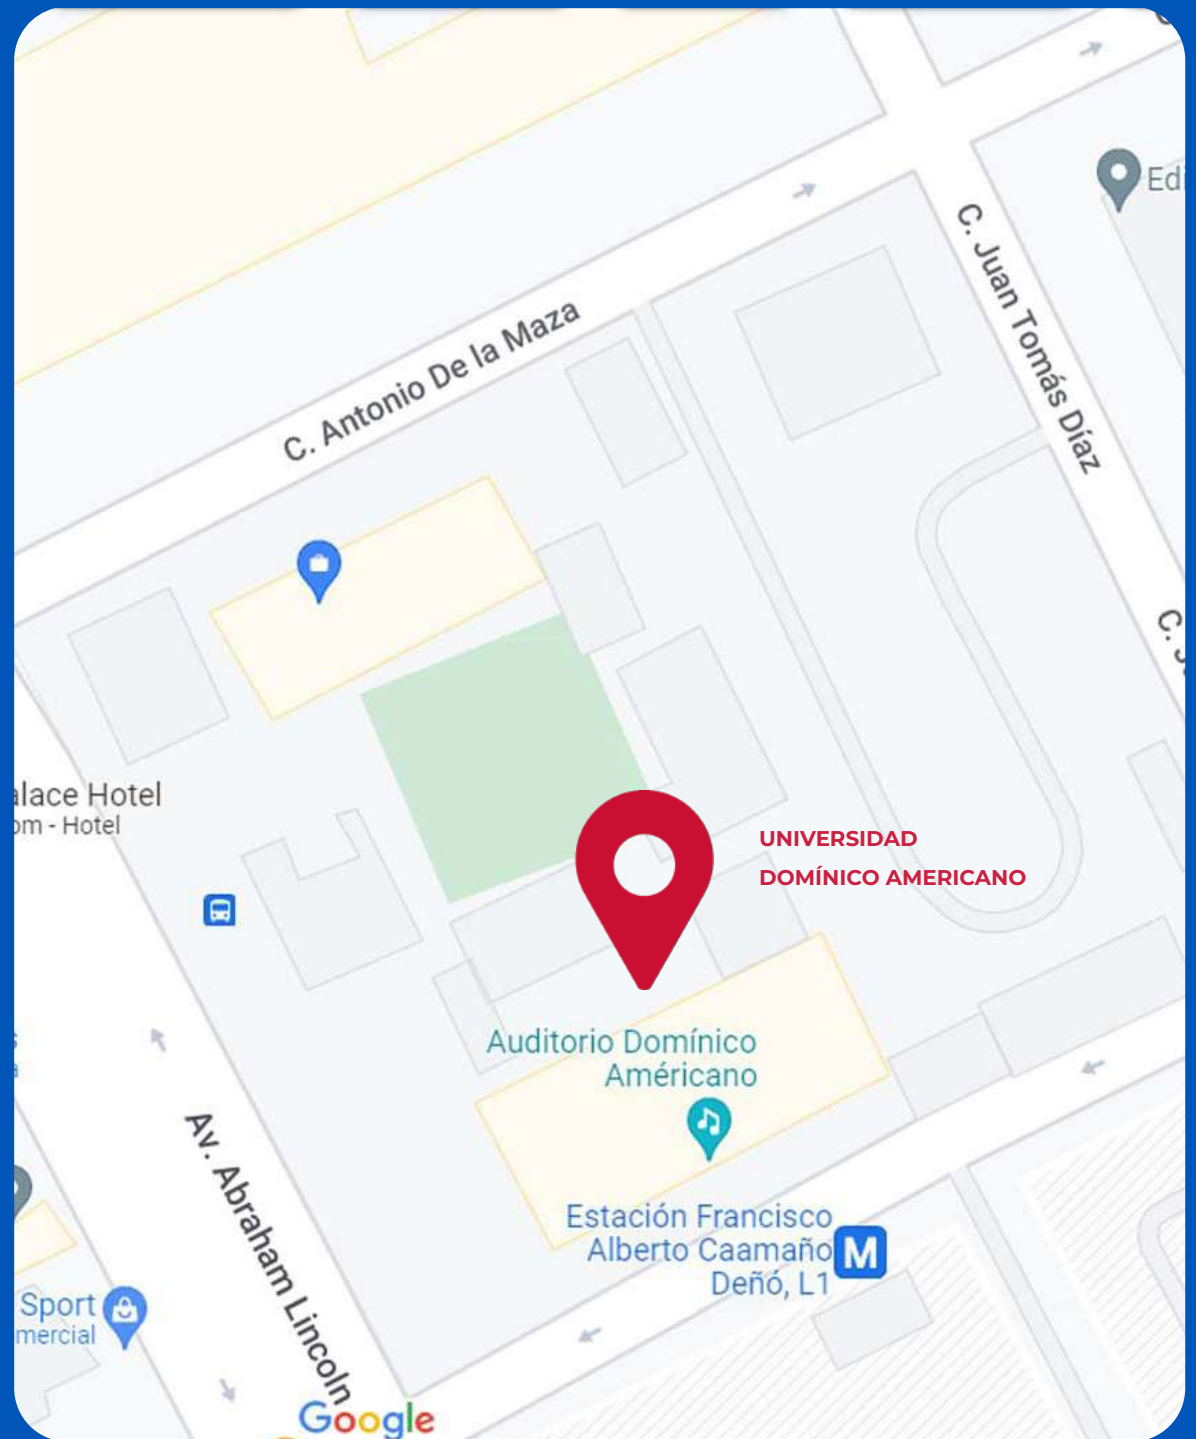 C. Antonio De la Maza
C. Juan Tomás Díaz
alace Hotel
om - Hotel
UNIVERSIDAD
DOMÍNICO AMERICANO
Auditorio Domínico
Américano
Av. Abraham Lincoln
Estación Francisco
Alberto Caamaño
Deñó, L1
M
Sport
mercial
Google